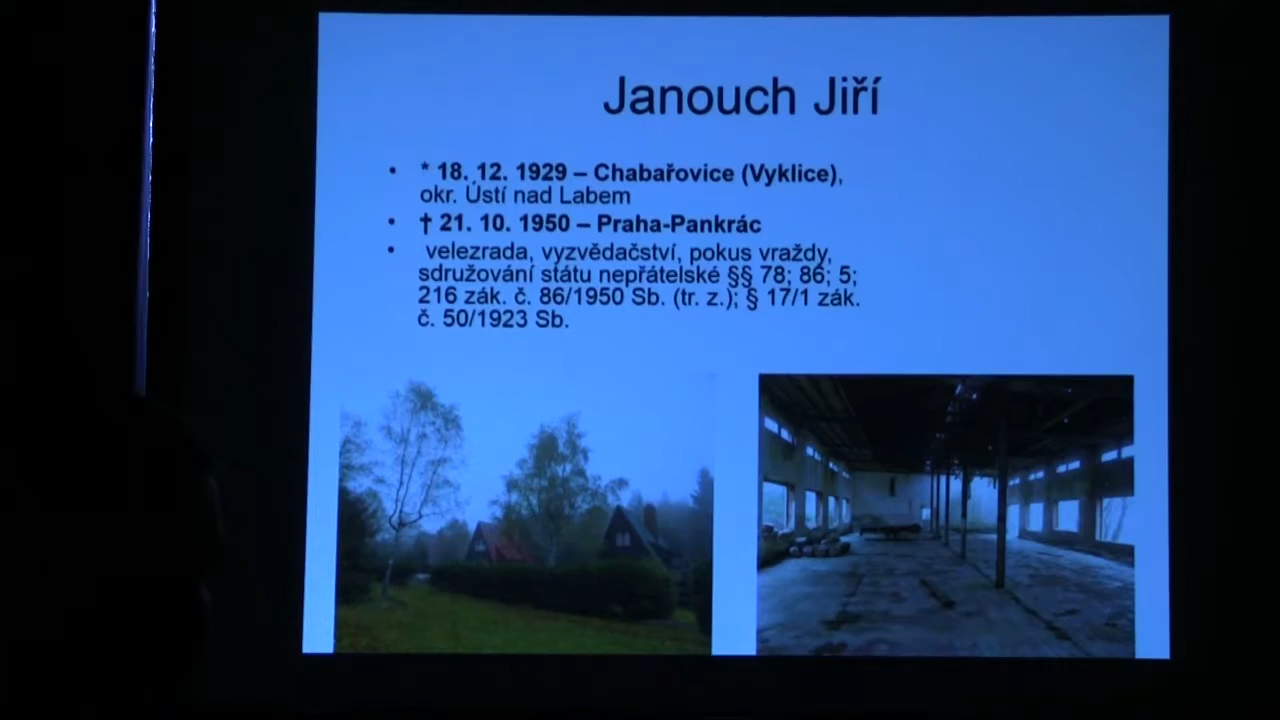 Janouch Jiří
• * 18. 12. 1929 – Chabařovice (Vyklice),
okr. Ústí nad Labem
• † 21. 10. 1950 – Praha-Pankrác
• velezrada, vyzvědačství, pokus vraždy,
sdružování státu nepřátelské §§ 78; 86; 5;
216 zák. č. 86/1950 Sb. (tr. z.); § 17/1 zák.
č. 50/1923 Sb.